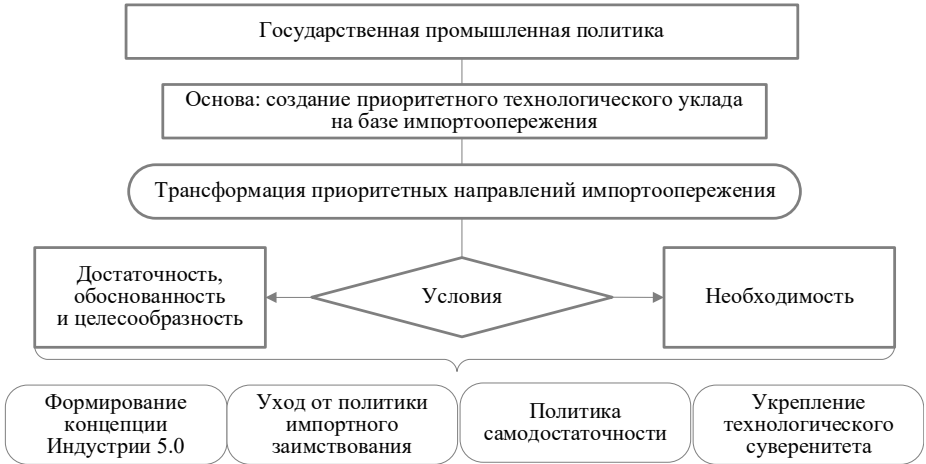 Государственная промышленная политика
Основа: создание приоритетного технологического уклада
на базе импортоопережения
Трансформация приоритетных направлений импортоопережения
Достаточность,
обоснованность
и целесообразность
Условия
Необходимость
Формирование
концепции
Индустрии 5.0
Уход от политики
импортного
заимствования
Политика
самодостаточности
Укрепление
технологического
суверенитета